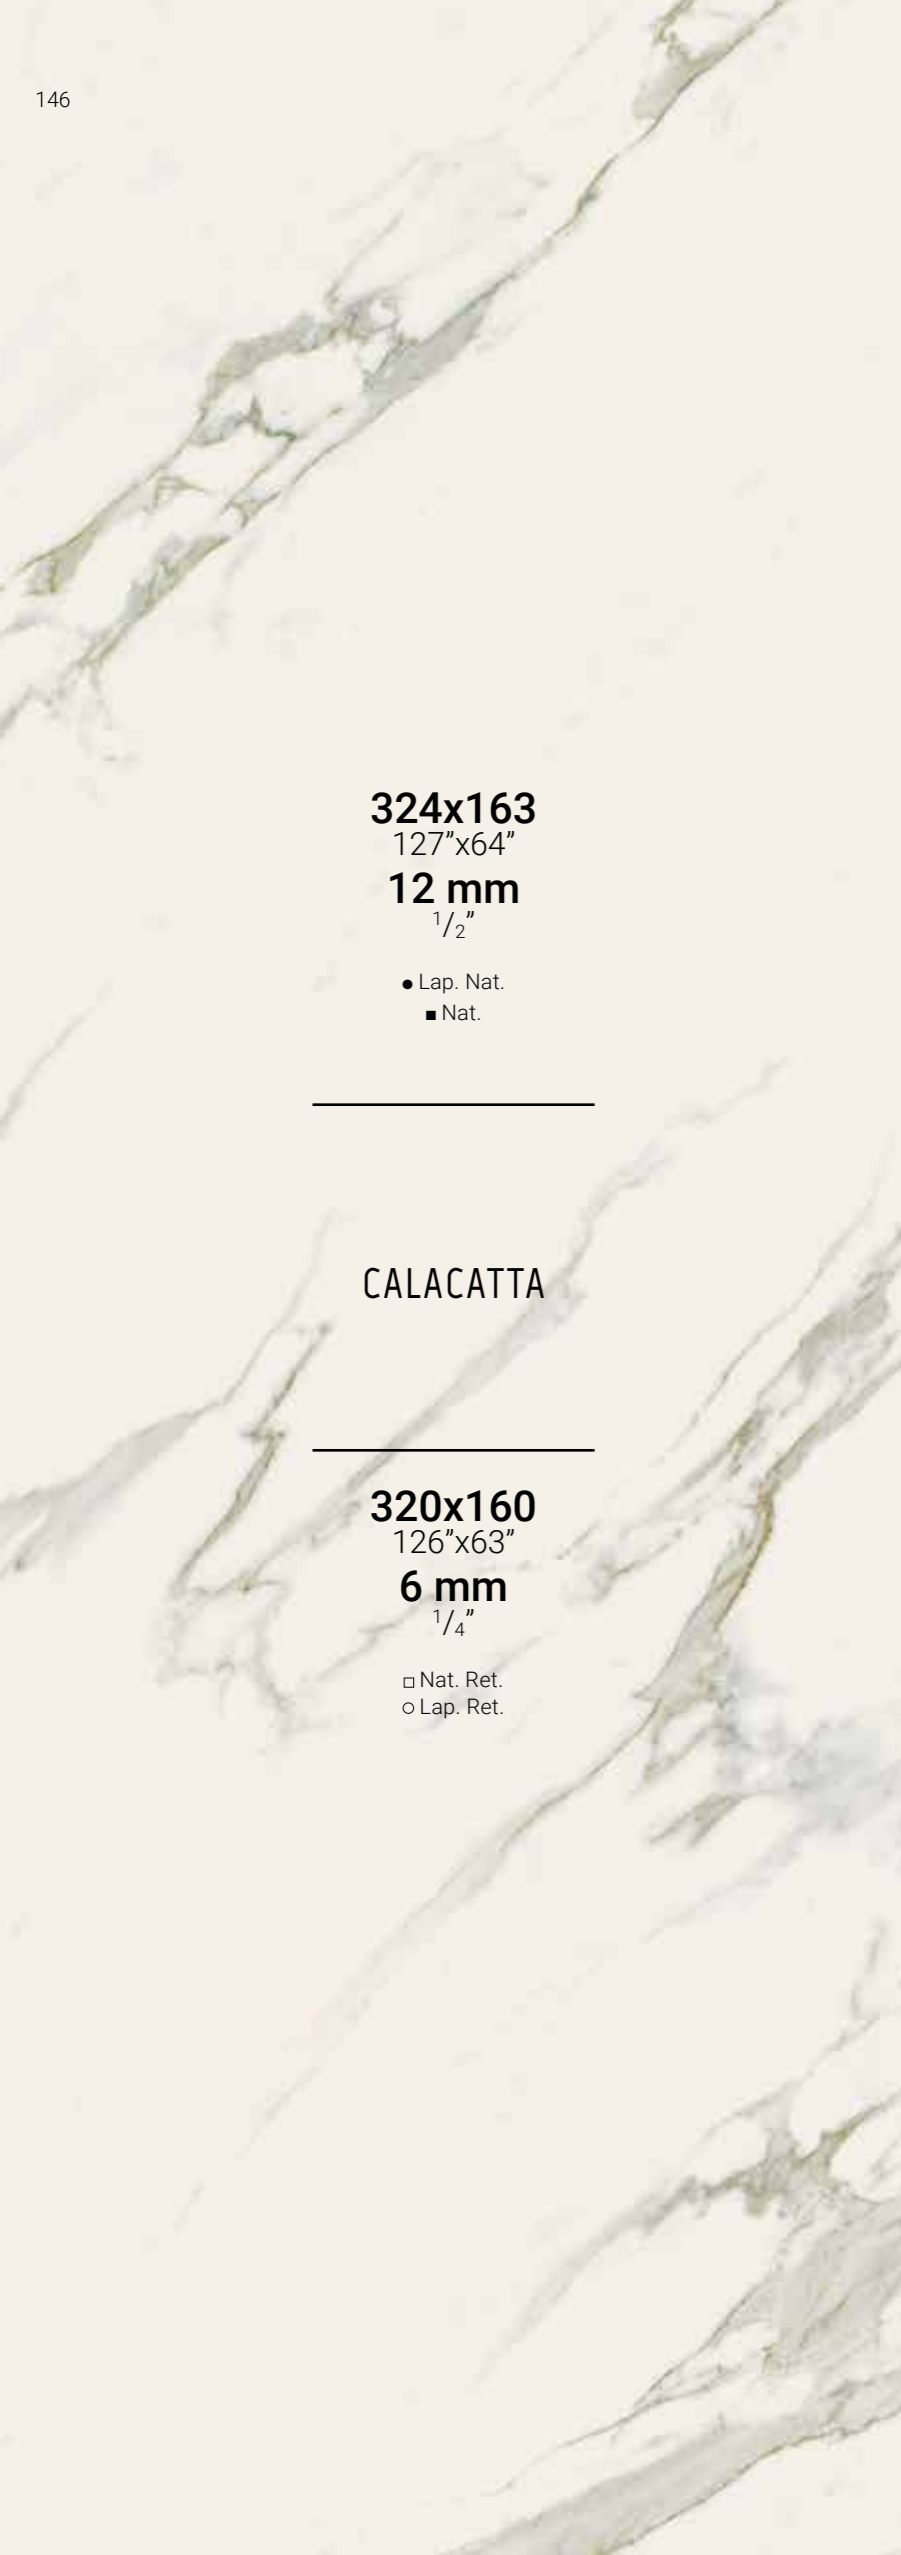 146
324x163
127”x64”
12 mm
1/2”
● Lap. Nat.
■ Nat.
CALACATTA
320x160
126”x63”
6 mm
1/4”
□ Nat. Ret.
○ Lap. Ret.